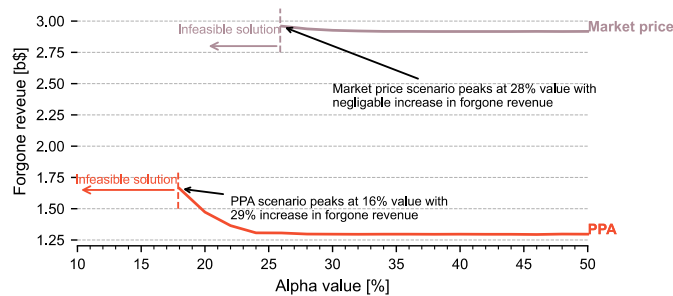 3.00
2.75
2.50
2.25
2.00
1.75
1.50
1.25
Forgone reveue [b$]
Infeasible solution
Market price
Market price scenario peaks at 28% value with
negligable increase in forgone revenue
Infeasible solution
PPA scenario peaks at 16% value with
29% increase in forgone revenue
PPA
10 15 20 25 30 35 40 45 50
Alpha value [%]